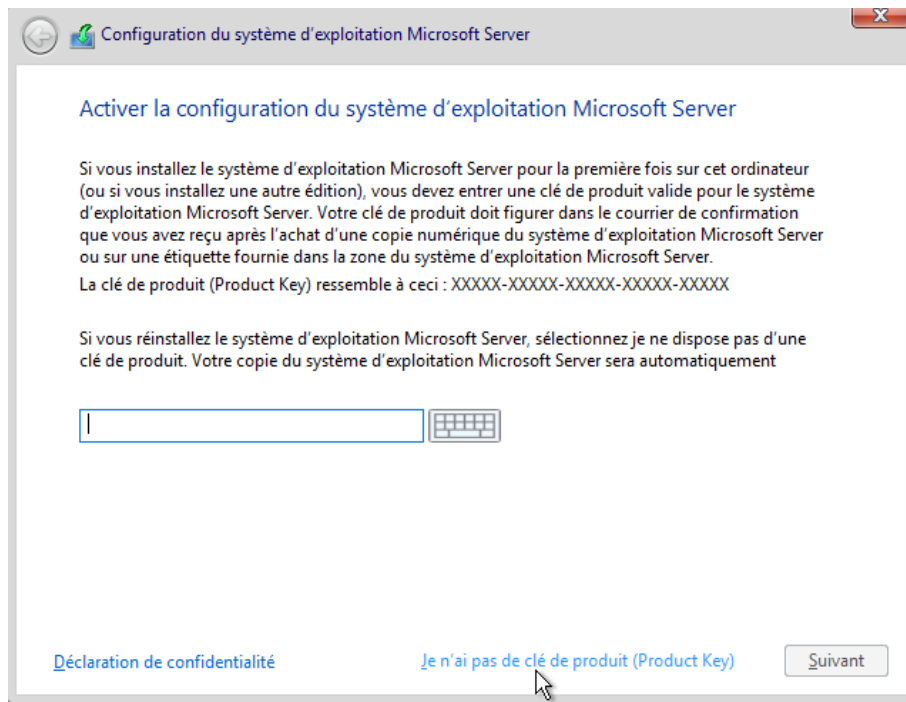 Configuration du système d'exploitation Microsoft Server
Activer la configuration du système d'exploitation Microsoft Server
Si vous installez le système d'exploitation Microsoft Server pour la première fois sur cet ordinateur
(ou si vous installez une autre édition), vous devez entrer une clé de produit valide pour le système
d'exploitation Microsoft Server. Votre clé de produit doit figurer dans le courrier de confirmation
que vous avez reçu après l'achat d'une copie numérique du système d'exploitation Microsoft Server
ou sur une étiquette fournie dans la zone du système d'exploitation Microsoft Server.
La clé de produit (Product Key) ressemble à ceci : XXXXX-XXXXX-XXXXX-XXXXX-XXXXX
Si vous réinstallez le système d'exploitation Microsoft Server, sélectionnez je ne dispose pas d'une
clé de produit. Votre copie du système d'exploitation Microsoft Server sera automatiquement
Déclaration de confidentialité
Je n'ai pas de clé de produit (Product Key)
Suivant